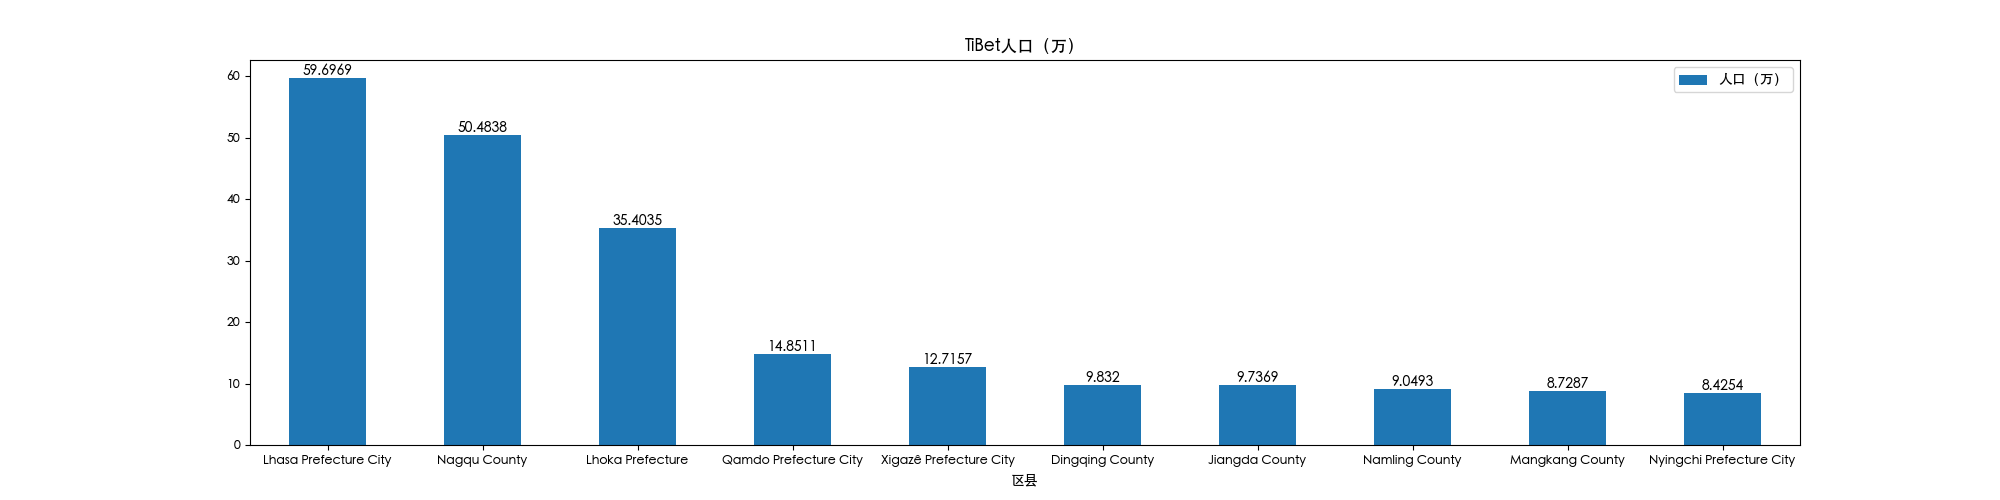 TiBet人口（万）
人口（万）
60
50
40
30
20
10
0
59.6969
50.4838
35.4035
14.8511
12.7157
9.832
9.7369
9.0493
8.7287
8.4254
Lhasa Prefecture City
Nagqu County
Lhoka Prefecture
Qamdo Prefecture City
Xigazê Prefecture City
Dingqing County
Jiangda County
Namling County
Mangkang County
Nyingchi Prefecture City
区县